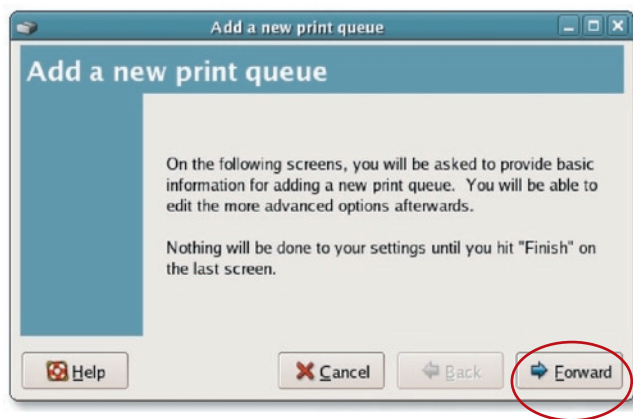 Add a new print queue
Add a new print queue
On the following screens, you will be asked to provide basic
information for adding a new print queue.  You will be able to
edit the more advanced options afterwards.
Nothing will be done to your settings until you hit "Finish" on
the last screen.
Help
Cancel
Back
Forward